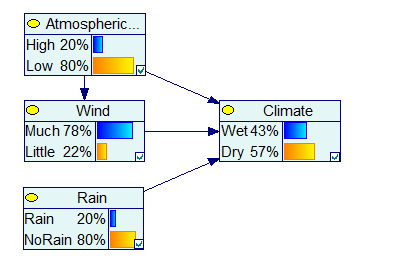 Atmospheric...
High 20%
Low 80%
Wind
Much 78%
Little 22%
Climate
Wet 43%
Dry 57%
Rain
Rain 20%
NoRain 80%